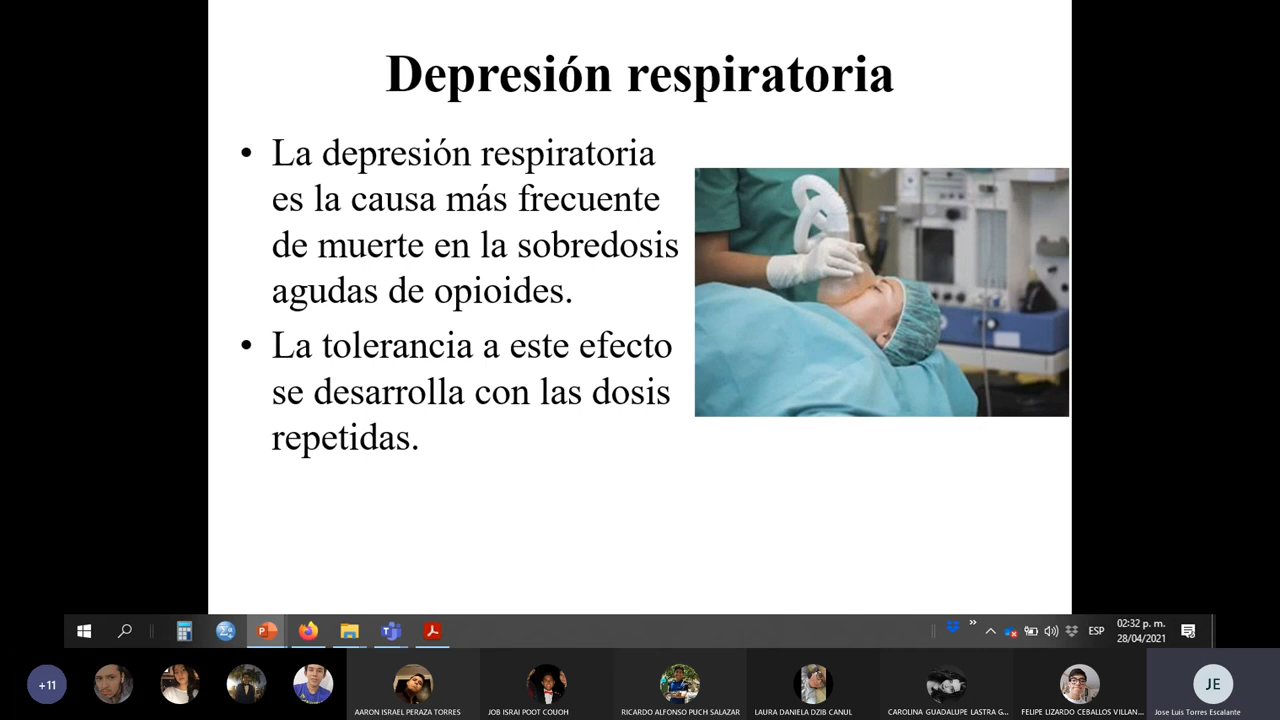 Depresión respiratoria
• La depresión respiratoria
es la causa más frecuente
de muerte en la sobredosis
agudas de opioides.
• La tolerancia a este efecto
se desarrolla con las dosis
repetidas.
ESP
02:32 p. m.
28/04/2021
+11
JE
AARON ISRAEL PERAZA TORRES
JOB ISRAI POOT COUOH
RICARDO ALFONSO PUCH SALAZAR
LAURA DANIELA DZIB CANUL
CAROLINA GUADALUPE LASTRA G...
FELIPE LIZARDO CEBALLOS VILLAN...
Jose Luis Torres Escalante